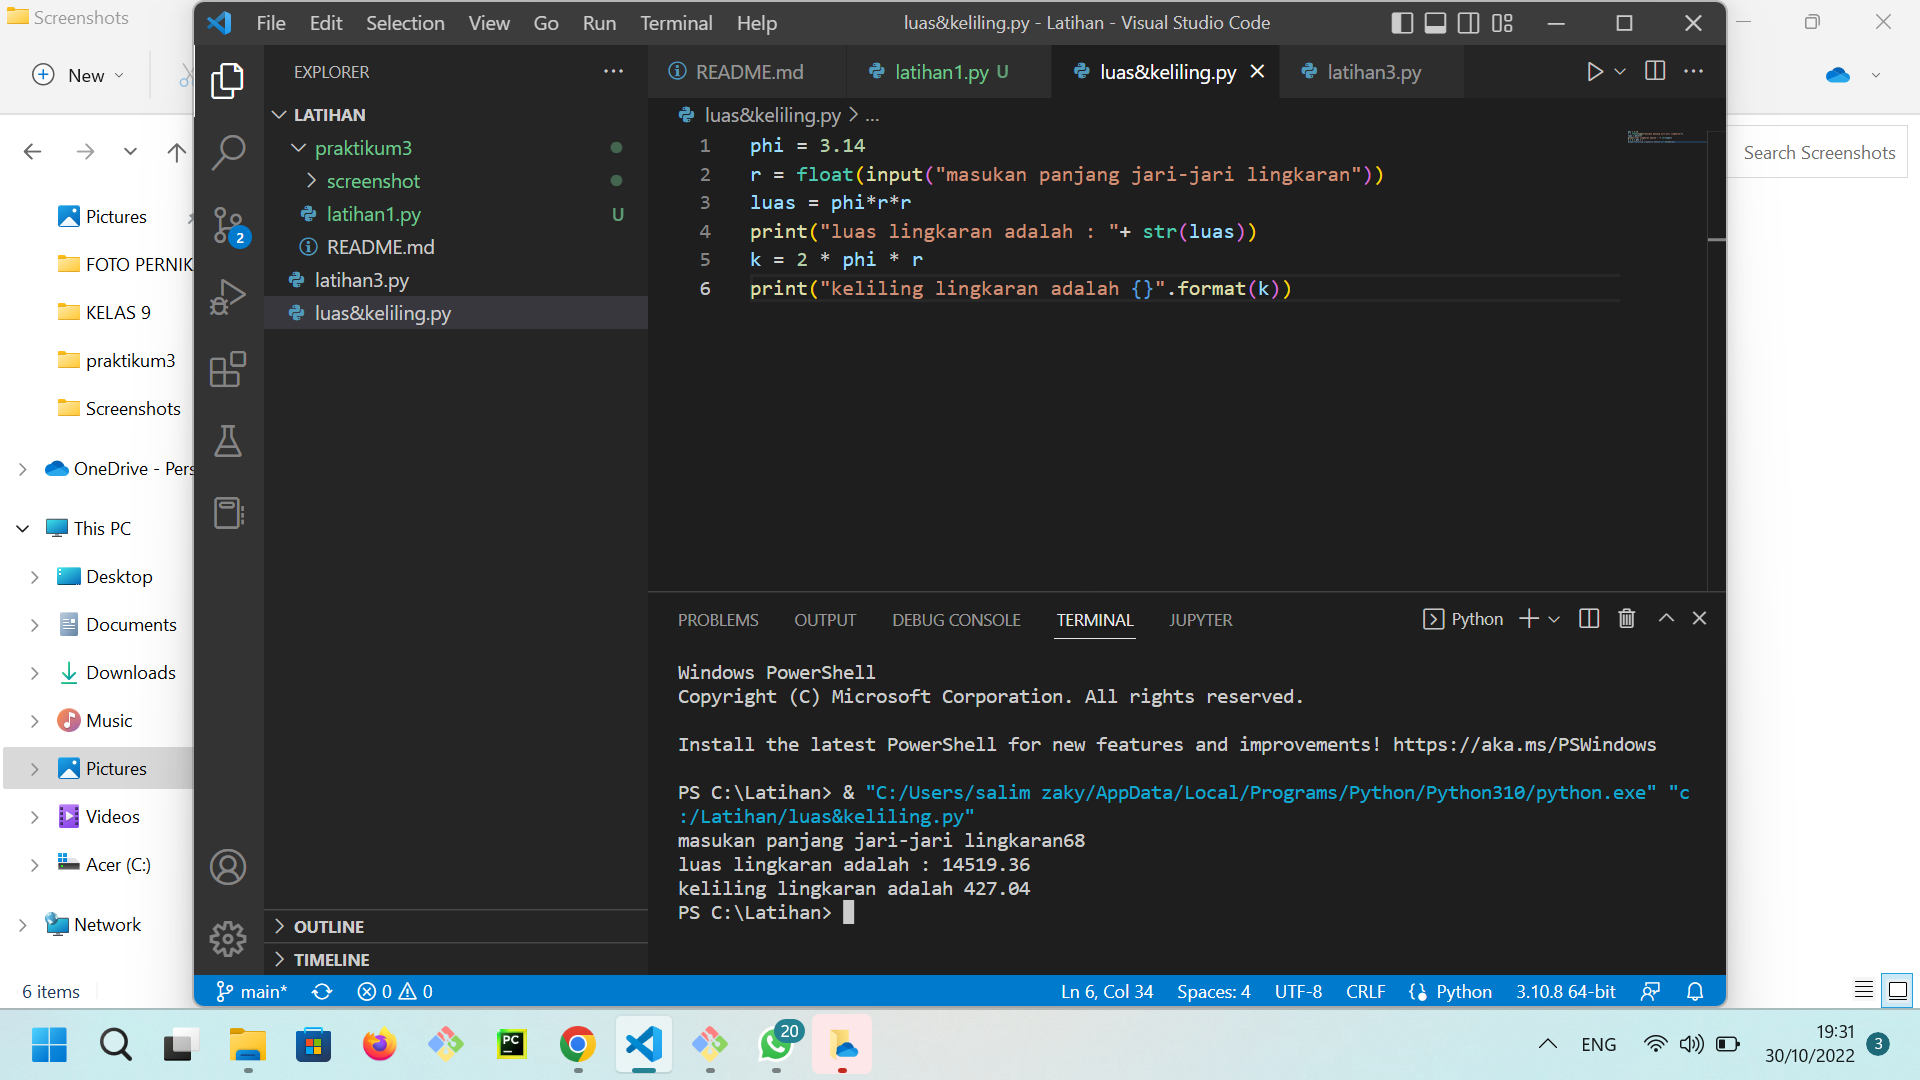 Screenshots
New
Search Screenshots
Pictures
FOTO PERNIK
KELAS 9
praktikum3
Screenshots
OneDrive - Pers
This PC
Desktop
Documents
Downloads
Music
Pictures
Videos
Acer (C:)
Network
6 items
File Edit Selection View Go Run Terminal Help
luas&keliling.py - Latihan - Visual Studio Code
EXPLORER
LATIHAN
praktikum3
screenshot
latihan1.py U
README.md
latihan3.py
luas&keliling.py
OUTLINE
TIMELINE
2
README.md latihan1.py U luas&keliling.py latihan3.py
luas&keliling.py > ...
1 phi = 3.14
2 r = float(input("masukan panjang jari-jari lingkaran"))
3 luas = phi*r*r
4 print("luas lingkaran adalah : "+ str(luas))
5 k = 2 * phi * r
6 print("keliling lingkaran adalah {}".format(k))
PROBLEMS OUTPUT DEBUG CONSOLE TERMINAL JUPYTER
Python
Windows PowerShell
Copyright (C) Microsoft Corporation. All rights reserved.
Install the latest PowerShell for new features and improvements! https://aka.ms/PSWindows
PS C:\Latihan> & "C:/Users/salim zaky/AppData/Local/Programs/Python/Python310/python.exe" "c
:/Latihan/luas&keliling.py"
masukan panjang jari-jari lingkaran68
luas lingkaran adalah : 14519.36
keliling lingkaran adalah 427.04
PS C:\Latihan>
main* 0 0
Ln 6, Col 34 Spaces: 4 UTF-8 CRLF Python 3.10.8 64-bit
PC
20
ENG
19:31
30/10/2022
3